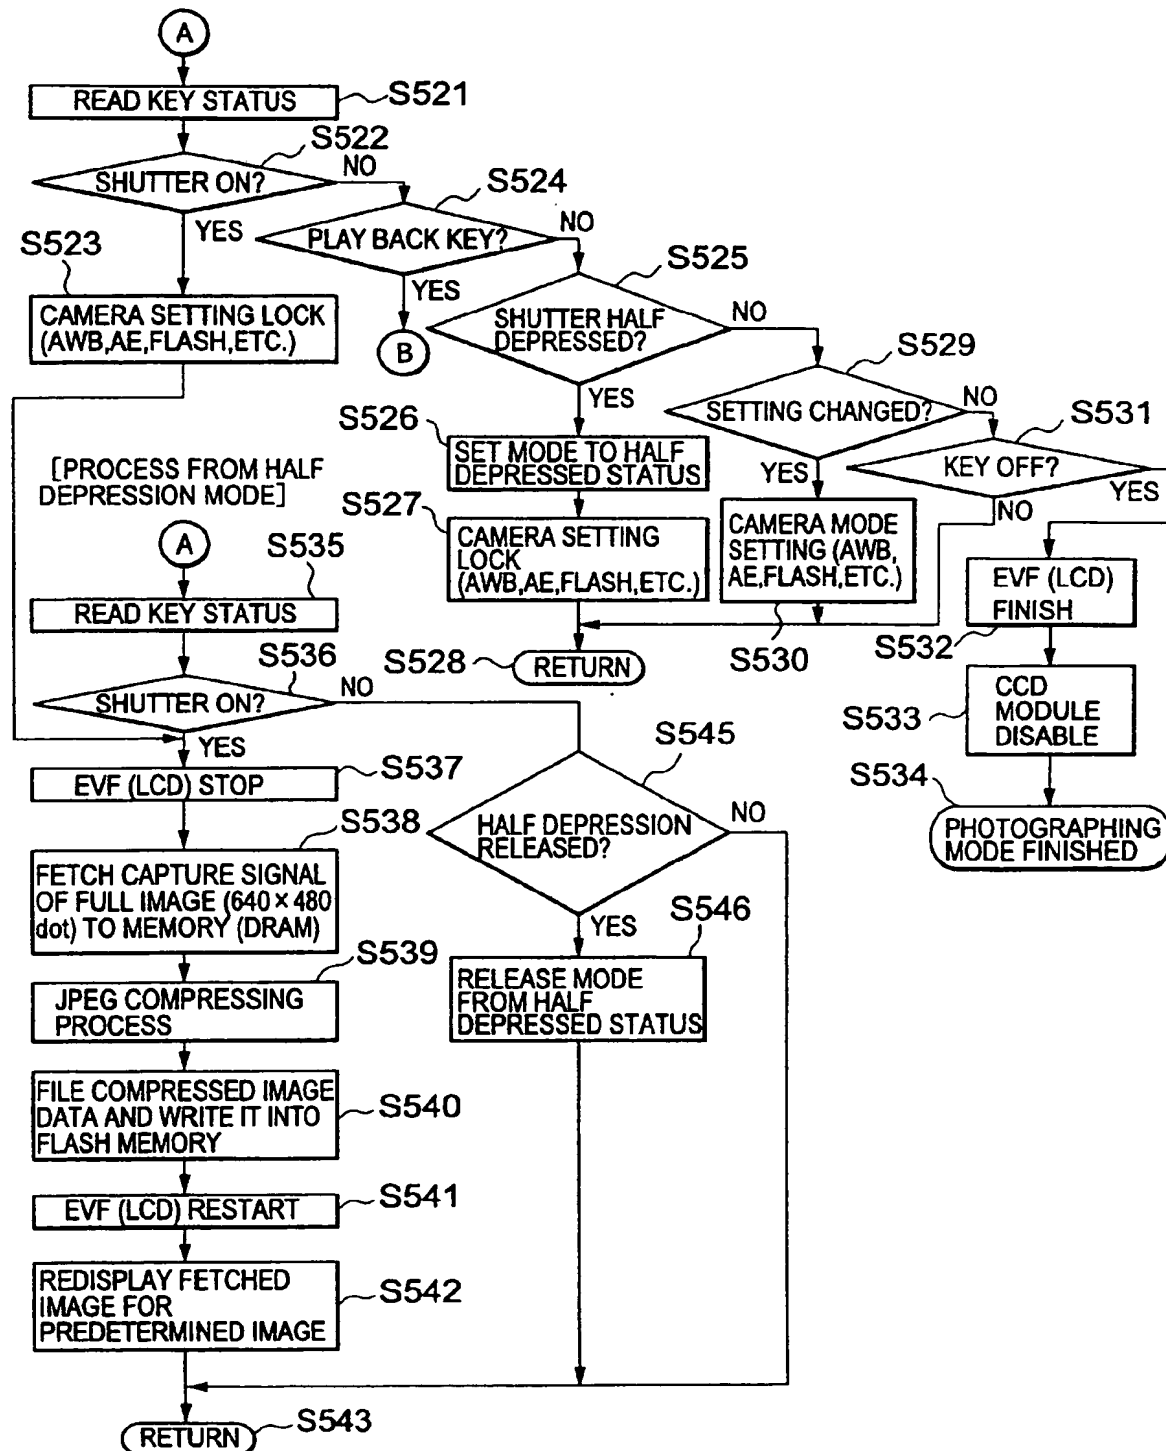 A
READ KEY STATUS
S521
S522
SHUTTER ON?
NO
YES
S524
PLAY BACK KEY?
NO
YES
B
S523
CAMERA SETTING LOCK
(AWB,AE,FLASH,ETC.)
S525
SHUTTER HALF
DEPRESSED?
NO
YES
S529
SETTING CHANGED?
NO
YES
S531
KEY OFF?
YES
NO
S526
SET MODE TO HALF
DEPRESSED STATUS
S527
CAMERA SETTING
LOCK
(AWB,AE,FLASH,ETC.)
CAMERA MODE
SETTING (AWB,
AE,FLASH,ETC.)
S530
S528
RETURN
EVF (LCD)
FINISH
S532
CCD
MODULE
DISABLE
S533
S534
PHOTOGRAPHING
MODE FINISHED
[PROCESS FROM HALF
DEPRESSION MODE]
A
S535
READ KEY STATUS
S536
SHUTTER ON?
NO
YES
EVF (LCD) STOP
S537
S538
FETCH CAPTURE SIGNAL
OF FULL IMAGE (640×480
dot) TO MEMORY (DRAM)
S539
JPEG COMPRESSING
PROCESS
FILE COMPRESSED IMAGE
DATA AND WRITE IT INTO
FLASH MEMORY
S540
EVF (LCD) RESTART
S541
REDISPLAY FETCHED
IMAGE FOR
PREDETERMINED IMAGE
S542
S545
HALF DEPRESSION
RELEASED?
NO
YES
S546
RELEASE MODE
FROM HALF
DEPRESSED STATUS
RETURN
S543